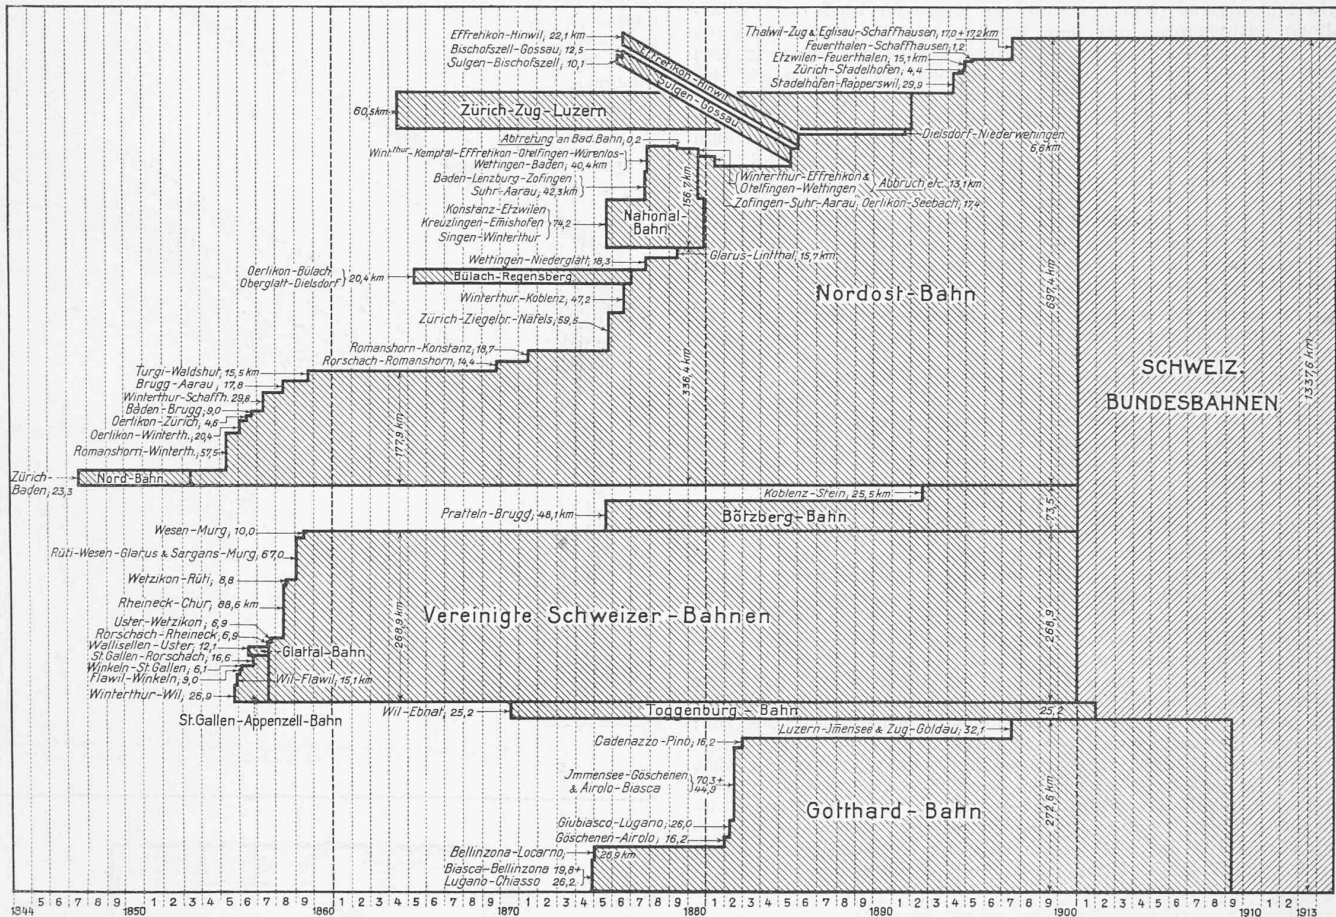 Effretikon-Hinwil, 22,1 km
Bischofszell-Gossau, 12,5
Sulgen-Bischofszell, 10,1
Effretikon-Hinwil
Sulgen-Gossau
Thalwil-Zug & Eglisau-Schaffhausen, 17,0+17,2 km
Feuerthalen-Schaffhausen, 1,2
Etzwilen-Feuerthalen, 15,1 km
Zürich-Stadelhofen, 4,4
Stadelhofen-Rapperswil, 29,9
60,5 km
Zürich-Zug-Luzern
Dielsdorf-Niederweningen
6,6 km
Abtretung an Bad. Bahn, 0,2
Wint.thur-Kemptal-Effretikon-Otelfingen-Würenlos-
Wettingen-Baden, 40,4 km
Baden-Lenzburg-Zofingen
Suhr-Aarau, 42,3 km
156,7 km
Winterthur-Effretikon &
Otelfingen-Wettingen
Abbruch etc. 13,1 km
Zofingen-Suhr-Aarau, Oerlikon-Seebach, 17,4
Konstanz-Etzwilen
Kreuzlingen-Emishofen
Singen-Winterthur
74,2
National-
Bahn
Wettingen-Niederglatt, 18,3
Glarus-Lintthal, 15,7 km
Oerlikon-Bülach,
Oberglatt-Dielsdorf
20,4 km
Bülach-Regensberg
Nordost-Bahn
697,4 km
Winterthur-Koblenz, 47,2
Zürich-Ziegelbr.-Näfels, 59,5
Romanshorn-Konstanz, 18,7
Rorschach-Romanshorn, 14,4
336,4 km
Turgi-Waldshut, 15,5 km
Brugg-Aarau, 17,8
Winterthur-Schaffh. 29,8
Baden-Brugg, 9,0
Oerlikon-Zürich, 4,6
Oerlikon-Winterth., 20,4
Romanshorn-Winterth. 57,5
177,9 km
SCHWEIZ.
BUNDESBAHNEN
1337,6 km
Zürich-
Baden, 23,3
Nord-Bahn
Koblenz-Stein, 25,5 km
Pratteln-Brugd, 48,1 km
Bötzberg-Bahn
73,5
Wesen-Murg, 10,0
Rüti-Wesen-Glarus & Sargans-Murg, 67,0
Wetzikon-Rüti, 8,8
Rheineck-Chur, 88,6 km
Vereinigte Schweizer-Bahnen
268,9 km
268,9
Uster-Wetzikon, 6,9
Rorschach-Rheineck, 6,9
Wallisellen-Uster, 12,1
Glattal-Bahn
St.Gallen-Rorschach, 16,6
Winkeln-St.Gallen, 6,1
Flawil-Winkeln, 9,0
Wil-Flawil, 15,1 km
Winterthur-Wil, 26,9
St.Gallen-Appenzell-Bahn
Wil-Ebnat, 25,2
Toggenburg-Bahn
25,2
Luzern-Jmensee & Zug-Goldau, 32,1
Cadenazzo-Pino, 16,2
Jmmensee-Göschenen
& Airolo-Biasca
70,3+
44,9
Gotthard-Bahn
272,6 km
Giubiasco-Lugano, 26,0
Göschenen-Airolo, 16,2
Bellinzona-Locarno,
26,9 km
Biasca-Bellinzona 19,8+
Lugano-Chiasso 26,2
5 6 7 8 9 1 2 3 4 5 6 7 8 9 1 2 3 4 5 6 7 8 9 1 2 3 4 5 6 7 8 9 1 2 3 4 5 6 7 8 9 1 2 3 4 5 6 7 8 9 1 2 3 4 5 6 7 8 9 1 2
1844 1850 1860 1870 1880 1890 1900 1910 1913